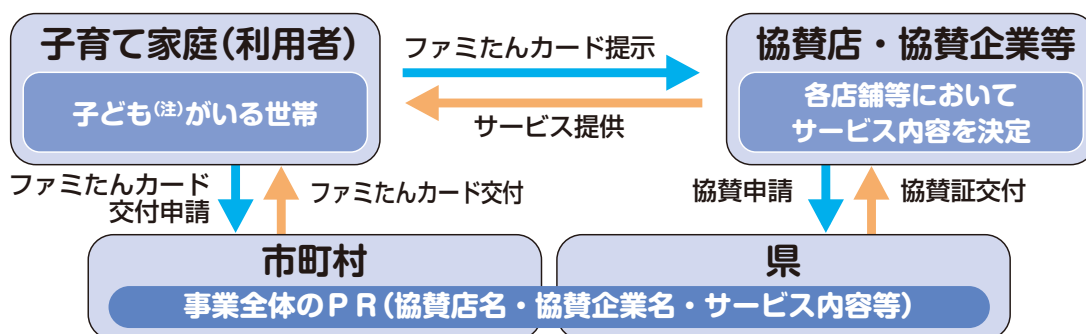 子育て家庭(利用者)
子ども(注)がいる世帯
ファミたんカード提示
サービス提供
協賛店・協賛企業等
各店舗等において
サービス内容を決定
ファミたんカード
交付申請
ファミたんカード交付
協賛申請
協賛証交付
市町村
県
事業全体のPR(協賛店名・協賛企業名・サービス内容等)